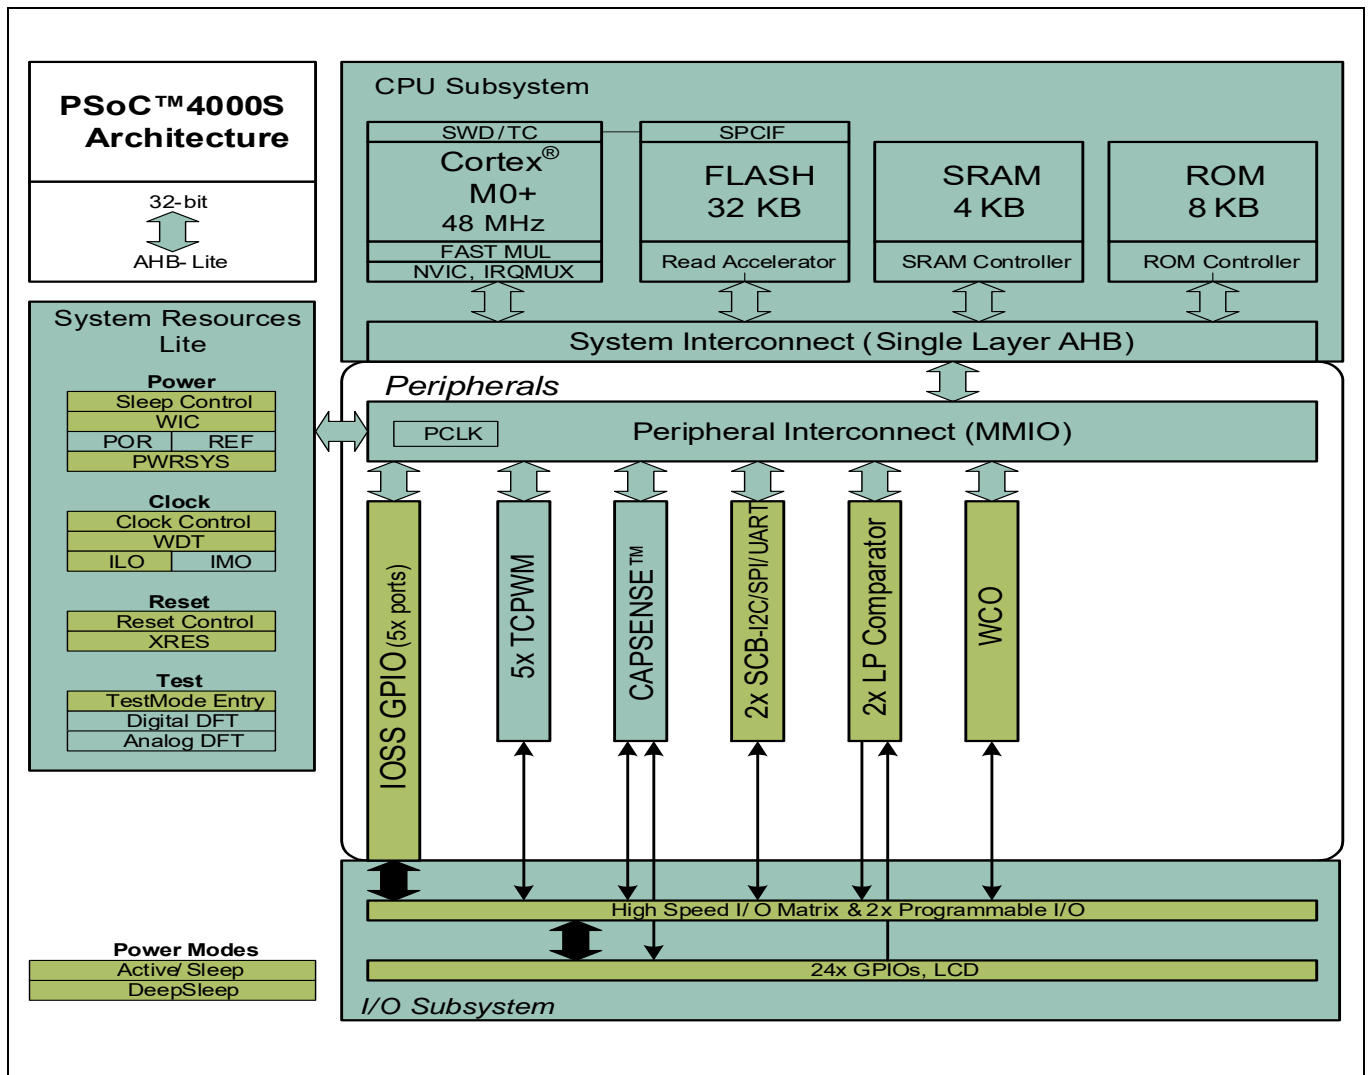 PSoC™4000S
Architecture
32-bit
AHB- Lite
System Resources
Lite
Power
Sleep Control
WIC
POR REF
PWRSYS
Clock
Clock Control
WDT
ILO IMO
Reset
Reset Control
XRES
Test
TestMode Entry
Digital DFT
Analog DFT
Power Modes
Active/ Sleep
DeepSleep
CPU Subsystem
SWD/TC
Cortex®
M0+
48 MHz
FAST MUL
NVIC, IRQMUX
SPCIF
FLASH
32 KB
Read Accelerator
SRAM
4 KB
SRAM Controller
ROM
8 KB
ROM Controller
System Interconnect (Single Layer AHB)
Peripherals
PCLK
Peripheral Interconnect (MMIO)
IOSS GPIO (5x ports)
5x TCPWM
CAPSENSE™
2x SCB-I2C/SPI/UART
2x LP Comparator
WCO
High Speed I/ O Matrix & 2x Programmable I/O
24x GPIOs, LCD
I/O Subsystem